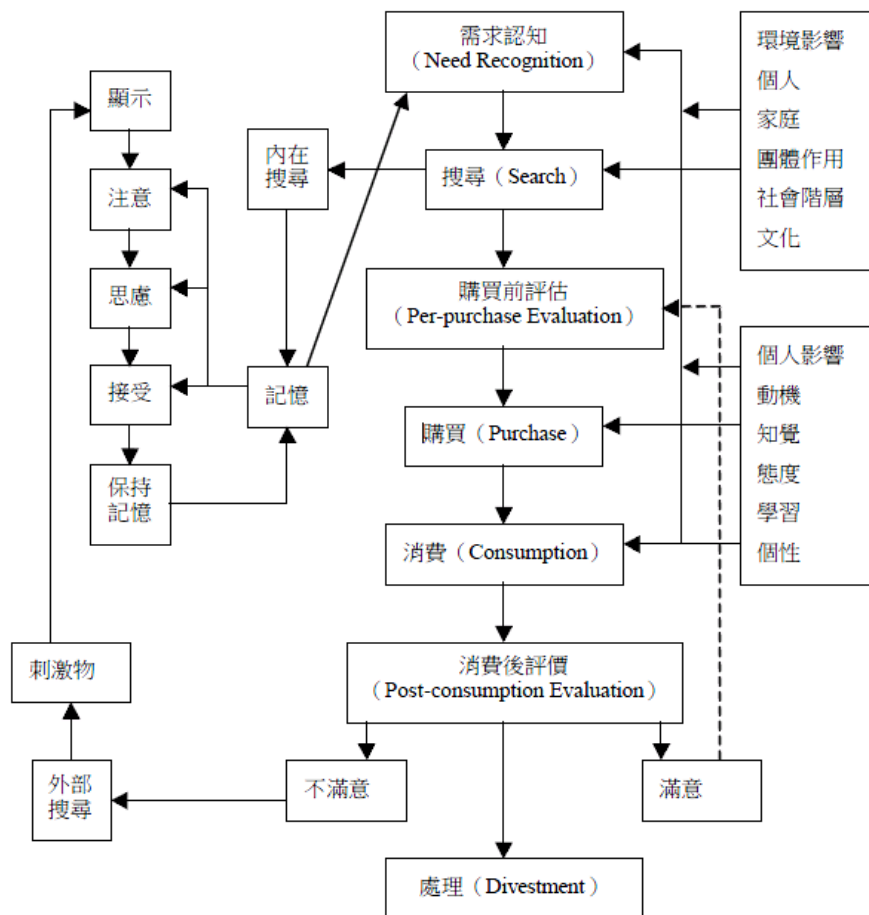 需求認知
（Need Recognition）
環境影響
個人
家庭
團體作用
社會階層
文化
顯示
內在
搜尋
搜尋（Search）
注意
思慮
購買前評估
（Per-purchase Evaluation）
個人影響
動機
知覺
態度
學習
個性
接受
記憶
購買（Purchase）
保持
記憶
消費（Consumption）
刺激物
消費後評價
（Post-consumption Evaluation）
外部
搜尋
不滿意
滿意
處理（Divestment）